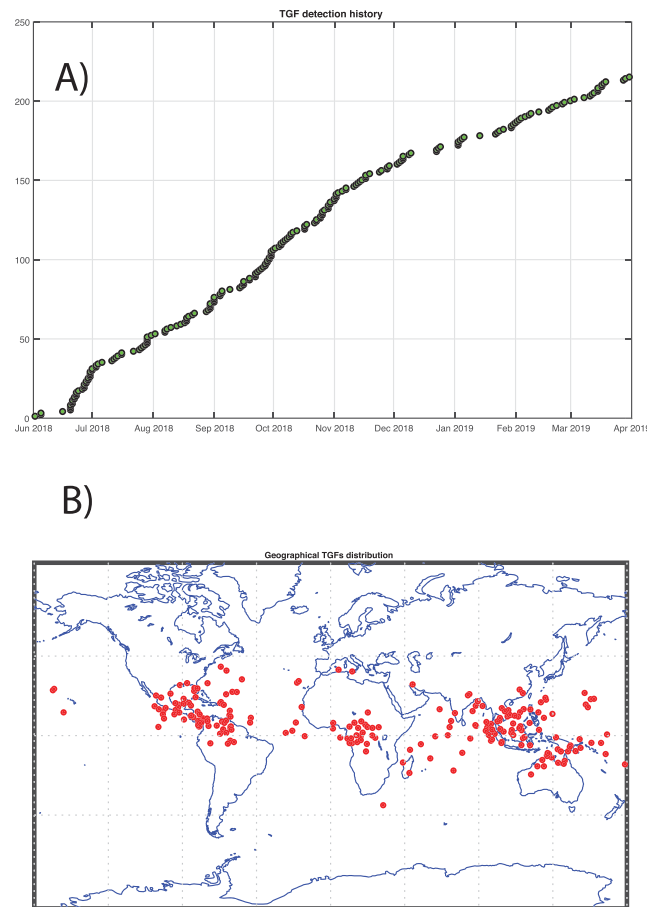 TGF detection history
A)
250
200
150
100
50
0
Jun 2018 Jul 2018 Aug 2018 Sep 2018 Oct 2018 Nov 2018 Dec 2018 Jan 2019 Feb 2019 Mar 2019 Apr 2019
B)
Geographical TGFs distribution